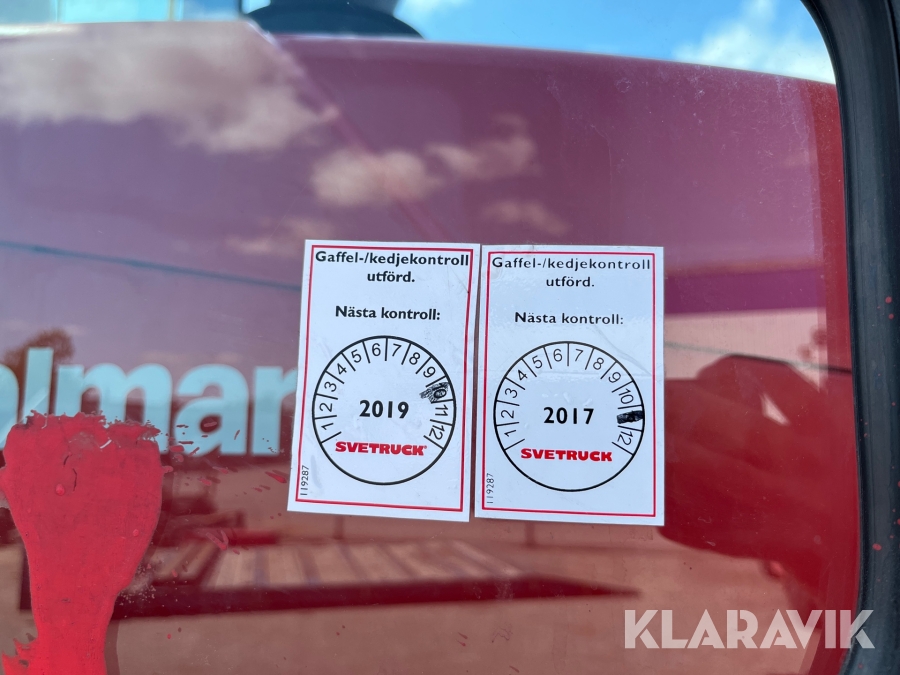 Gaffel-/kedjekontroll
utförd.
Nästa kontroll:
1 2 3 4 5 6 7 8 9 10 11 12
2019
SVETRUCK
119287
Gaffel-/kedjekontroll
utförd.
Nästa kontroll:
1 2 3 4 5 6 7 8 9 10 12
2017
SVETRUCK
119287
almar
KLARAVIK